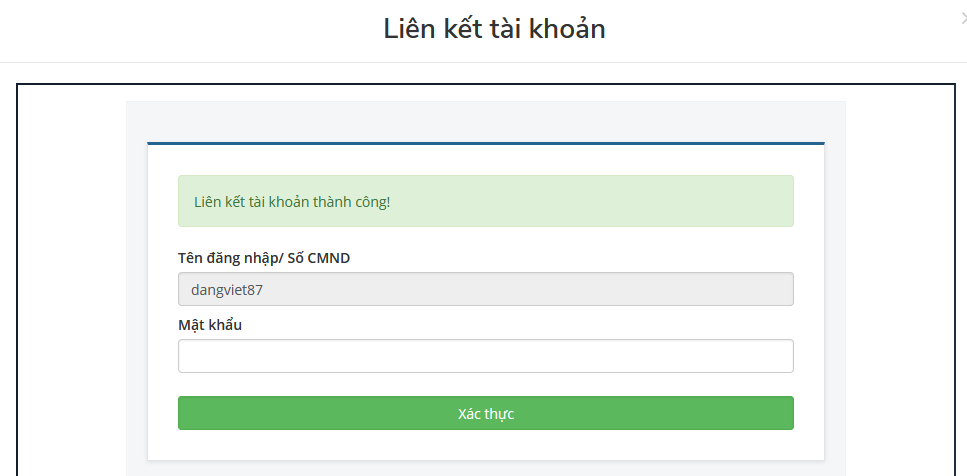 Liên kết tài khoản
Liên kết tài khoản thành công!
Tên đăng nhập/ Số CMND
dangviet87
Mật khẩu
Xác thực